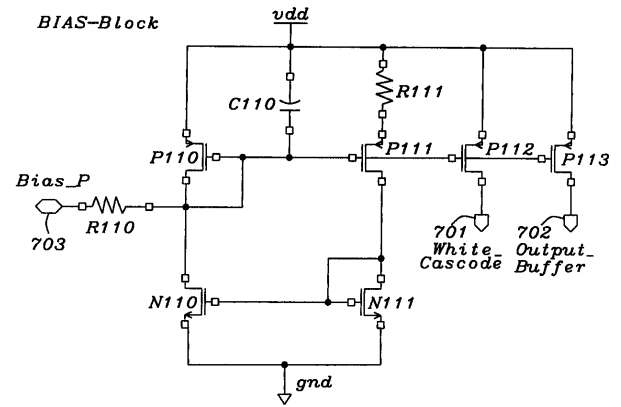 BIAS-Block
vdd
C110
R111
P110
P111
P112
P113
Bias_P
R110
703
701
White_
Cascode
702
Output_
Buffer
N110
N111
gnd